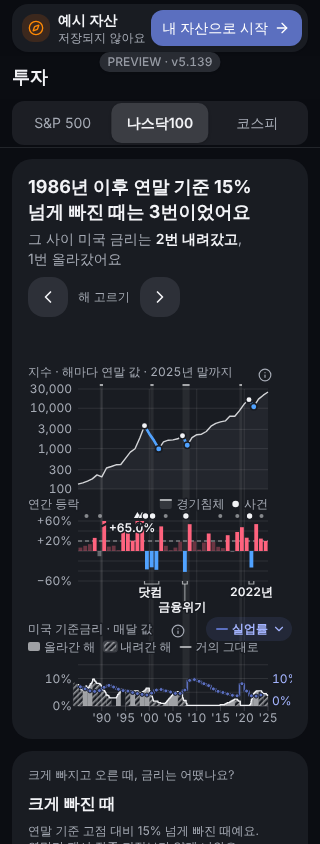 예시 자산
저장되지 않아요
내 자산으로 시작 →
PREVIEW · v5.139
투자
S&P 500
나스닥100
코스피
1986년 이후 연말 기준 15%
넘게 빠진 때는 3번이었어요
그 사이 미국 금리는 2번 내려갔고,
1번 올라갔어요
해 고르기
지수 · 해마다 연말 값 · 2025년 말까지
30,000
10,000
3,000
1,000
300
100
연간 등락
경기침체
사건
+60%
+65.0%
+20%
−60%
닷컴
2022년
금융위기
미국 기준금리 · 매달 값
실업률
올라간 해
내려간 해
거의 그대로
10%
10%
0%
0%
'90 '95 '00 '05 '10 '15 '20 '25
크게 빠지고 오른 때, 금리는 어땠나요?
크게 빠진 때
연말 기준 고점 대비 15% 넘게 빠진 때예요.